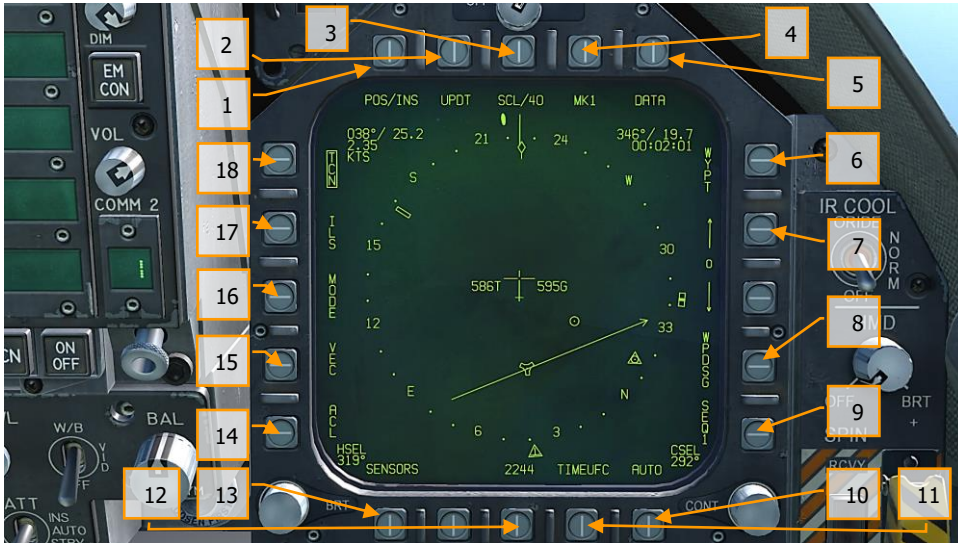 DIM
EM
CON
VOL
COMM 2
CN
ON
OFF
W/B
BAL
INS
AUTO
POS/INS UPDT SCL/40 MK1 DATA
038°/ 25.2
2.35
KTS
346°/ 19.7
00:02:01
21 24
S W
15 30
12 33
E N
6 3
586T 595G
TCN
ILS
MODE
VEC
ACL
WYPT
0
WPDSG
SEQ1
HSEL
319°
CSEL
292°
SENSORS 2244 TIMEUFC AUTO
BRT CONT
IR COOL
ORIDE
NORM
OFF
BRT
SPIN
RCVY
1
2
3
4
5
6
7
8
9
10
11
12
13
14
15
16
17
18